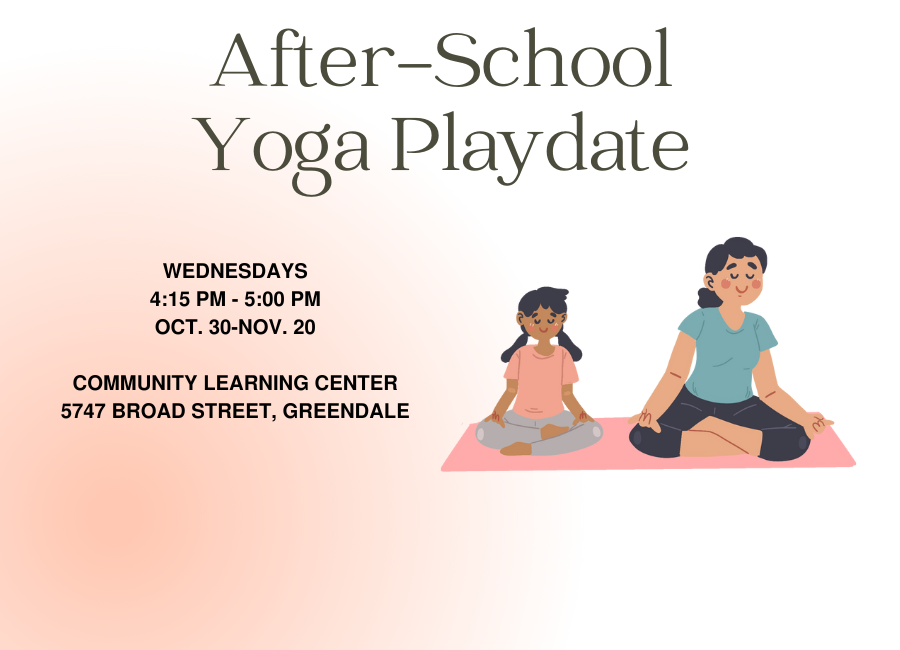 After-School
Yoga Playdate
WEDNESDAYS
4:15 PM - 5:00 PM
OCT. 30-NOV. 20
COMMUNITY LEARNING CENTER
5747 BROAD STREET, GREENDALE